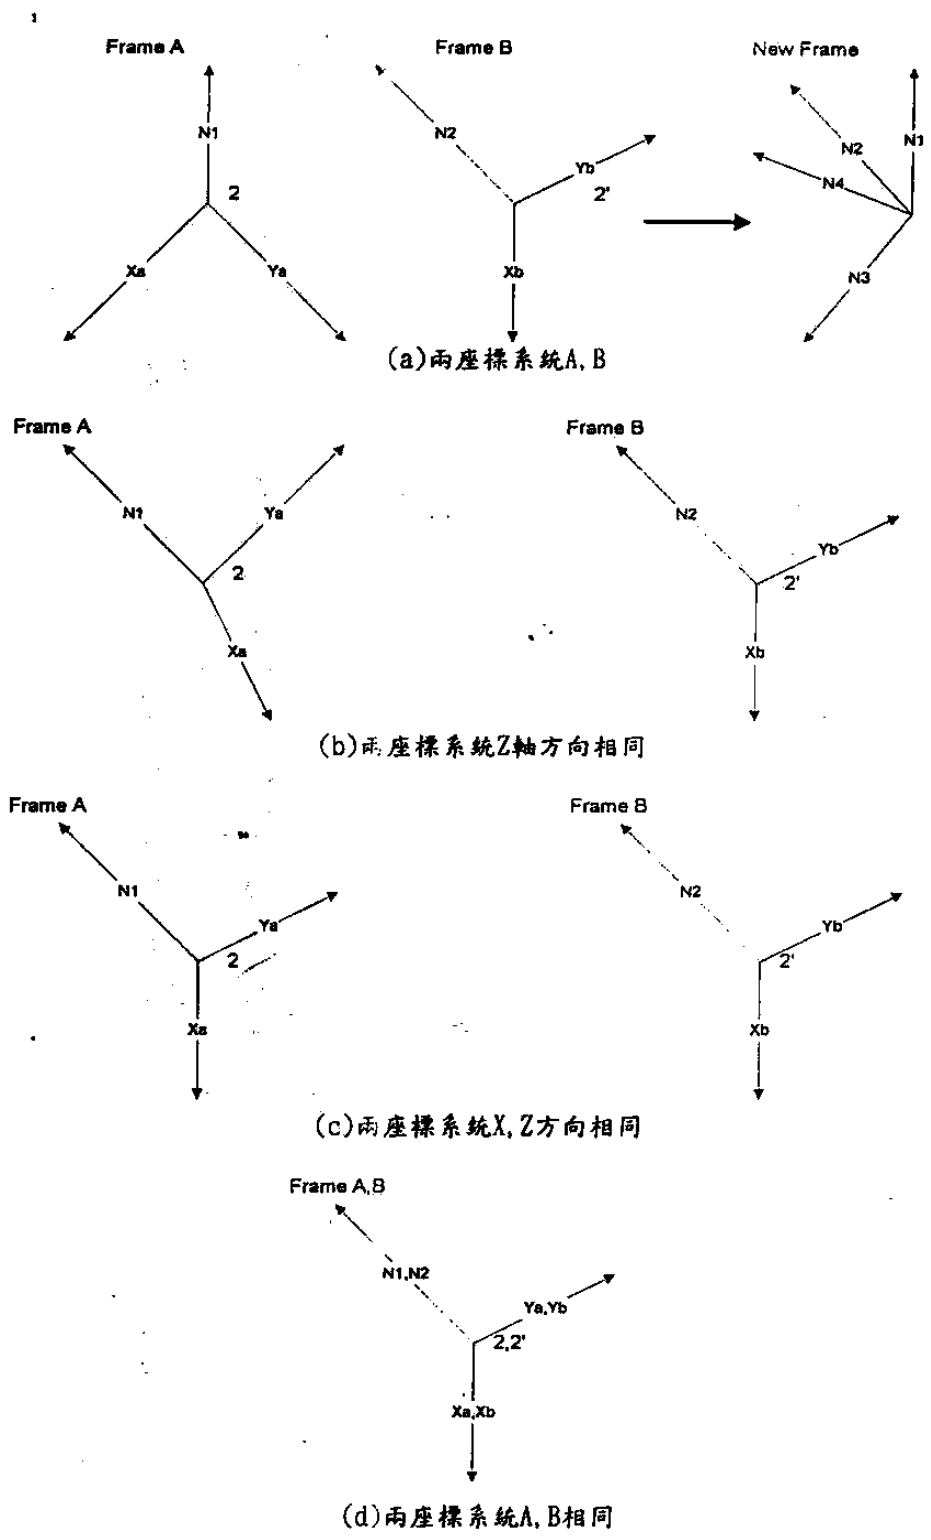 Frame A
Frame B
New Frame
N1
N2
N1
N2
Yb
N4
2
2'
Xa
Ya
Xb
N3
(a)兩座標系統A,B
Frame A
Frame B
N1
Ya
N2
Yb
2
2'
Xa
Xb
(b)兩座標系統Z軸方向相同
Frame A
Frame B
N1
N2
Ya
Yb
2
2'
Xa
Xb
(c)兩座標系統X,Z方向相同
Frame A,B
N1,N2
Ya,Yb
2,2'
Xa,Xb
(d)兩座標系統A,B相同